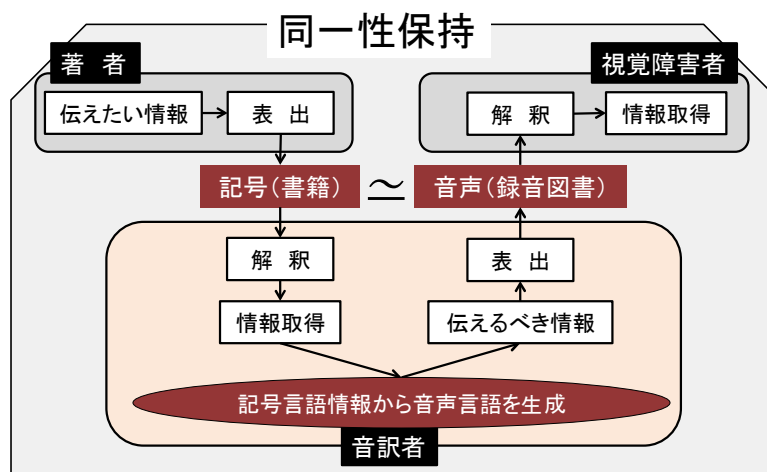 同一性保持
著 者
視覚障害者
伝えたい情報
表 出
解 釈
情報取得
記号（書籍）
≃
音声（録音図書）
解 釈
表 出
情報取得
伝えるべき情報
記号言語情報から音声言語を生成
音訳者